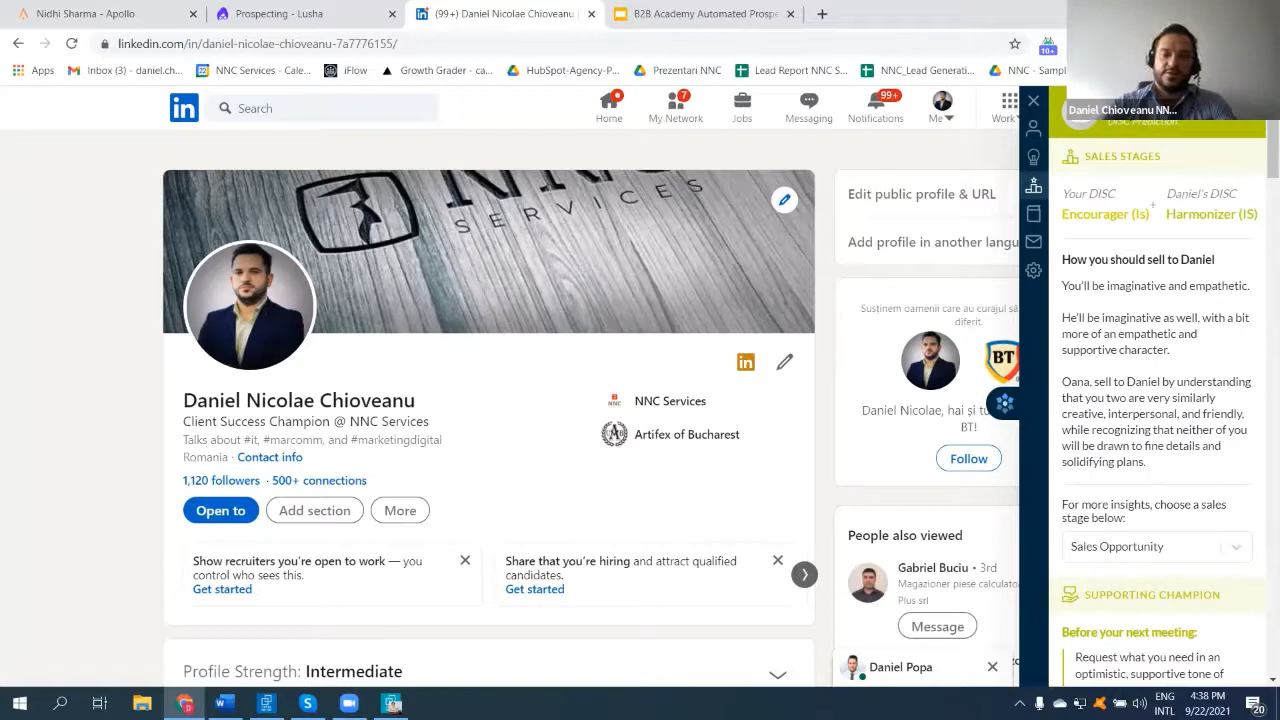 Nidhi Sharma - Apollo
Prospecting - Lusha
(99+) Daniel Nicolae Chioveanu
B2B Academy Automated Prosp
linkedin.com/in/daniel-nicolae-chioveanu-7-3776155/
10+
Apps
Inbox (3) - daniel.ch...
NNC Services - Cale...
iFlow
Growth Grader - ca...
HubSpot-Agency-P...
Prezentari NNC
Lead Report NNC S...
NNC_Lead Generati...
NNC - Samp
Daniel Chioveanu NN...
Search
Home
7
My Network
Jobs
Messaging
99+
Notifications
Me
Work
SERVICES
Daniel Nicolae Chioveanu
Client Success Champion @ NNC Services
Talks about #it, #marcomm, and #marketingdigital
Romania · Contact info
1,120 followers · 500+ connections
NNC
NNC Services
Artifex of Bucharest
Open to
Add section
More
Show recruiters you're open to work — you
control who sees this.
Get started
Share that you're hiring and attract qualified
candidates.
Get started
Profile Strength: Intermediate
Edit public profile & URL
Add profile in another langu
Susținem oamenii care au curajul să
diferit.
BT
Daniel Nicolae, hai și tu
BT!
Follow
People also viewed
Gabriel Buciu • 3rd
Magazioner piese calculato
Plus srl
Message
Daniel Popa
DISC Prediction
SALES STAGES
Your DISC
Encourager (Is)
+
Daniel's DISC
Harmonizer (IS)
How you should sell to Daniel
You'll be imaginative and empathetic.
He'll be imaginative as well, with a bit
more of an empathetic and
supportive character.
Oana, sell to Daniel by understanding
that you two are very similarly
creative, interpersonal, and friendly,
while recognizing that neither of you
will be drawn to fine details and
solidifying plans.
For more insights, choose a sales
stage below:
Sales Opportunity
SUPPORTING CHAMPION
Before your next meeting:
Request what you need in an
optimistic, supportive tone of
ENG
INTL
4:38 PM
9/22/2021
20